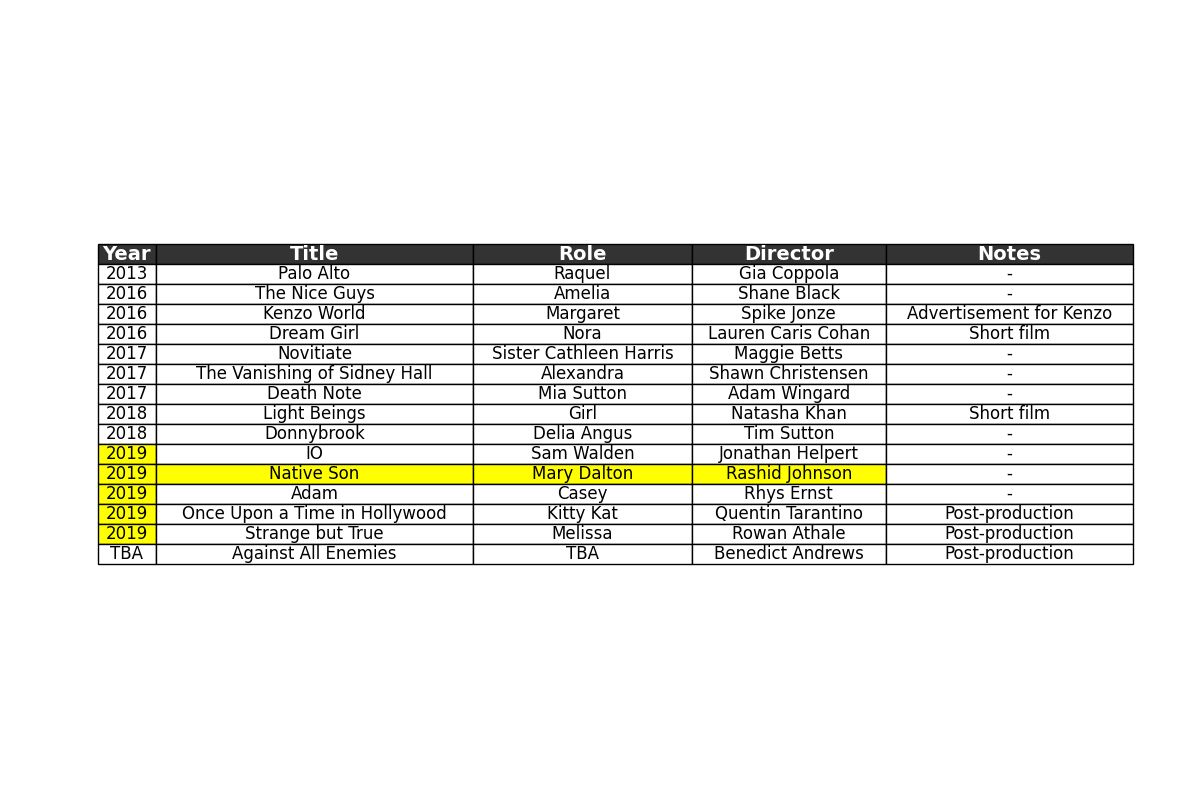 Year Title Role Director Notes
2013 Palo Alto Raquel Gia Coppola -
2016 The Nice Guys Amelia Shane Black -
2016 Kenzo World Margaret Spike Jonze Advertisement for Kenzo
2016 Dream Girl Nora Lauren Caris Cohan Short film
2017 Novitiate Sister Cathleen Harris Maggie Betts -
2017 The Vanishing of Sidney Hall Alexandra Shawn Christensen -
2017 Death Note Mia Sutton Adam Wingard -
2018 Light Beings Girl Natasha Khan Short film
2018 Donnybrook Delia Angus Tim Sutton -
2019 IO Sam Walden Jonathan Helpert -
2019 Native Son Mary Dalton Rashid Johnson -
2019 Adam Casey Rhys Ernst -
2019 Once Upon a Time in Hollywood Kitty Kat Quentin Tarantino Post-production
2019 Strange but True Melissa Rowan Athale Post-production
TBA Against All Enemies TBA Benedict Andrews Post-production